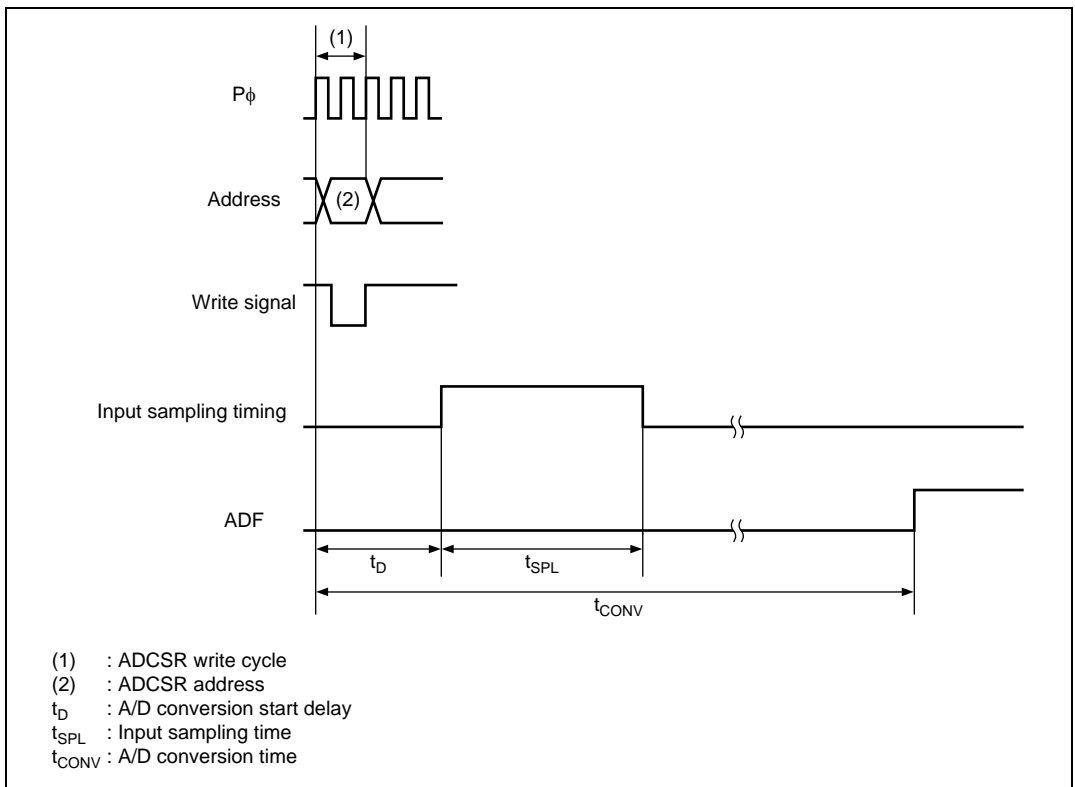 (1)
Pϕ
Address
(2)
Write signal
Input sampling timing
ADF
tD
tSPL
tCONV
(1) : ADCSR write cycle
(2) : ADCSR address
tD : A/D conversion start delay
tSPL : Input sampling time
tCONV : A/D conversion time